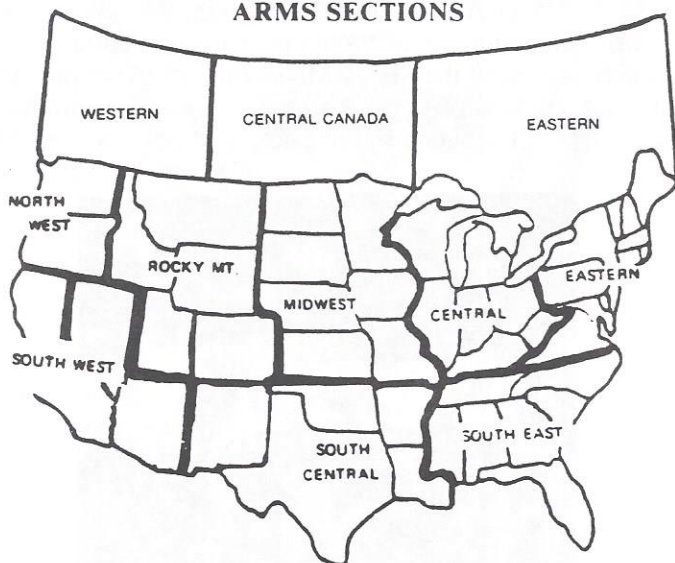 ARMS SECTIONS
WESTERN
CENTRAL CANADA
EASTERN
NORTH
WEST
ROCKY MT.
MIDWEST
CENTRAL
EASTERN
SOUTH WEST
SOUTH
CENTRAL
SOUTH EAST